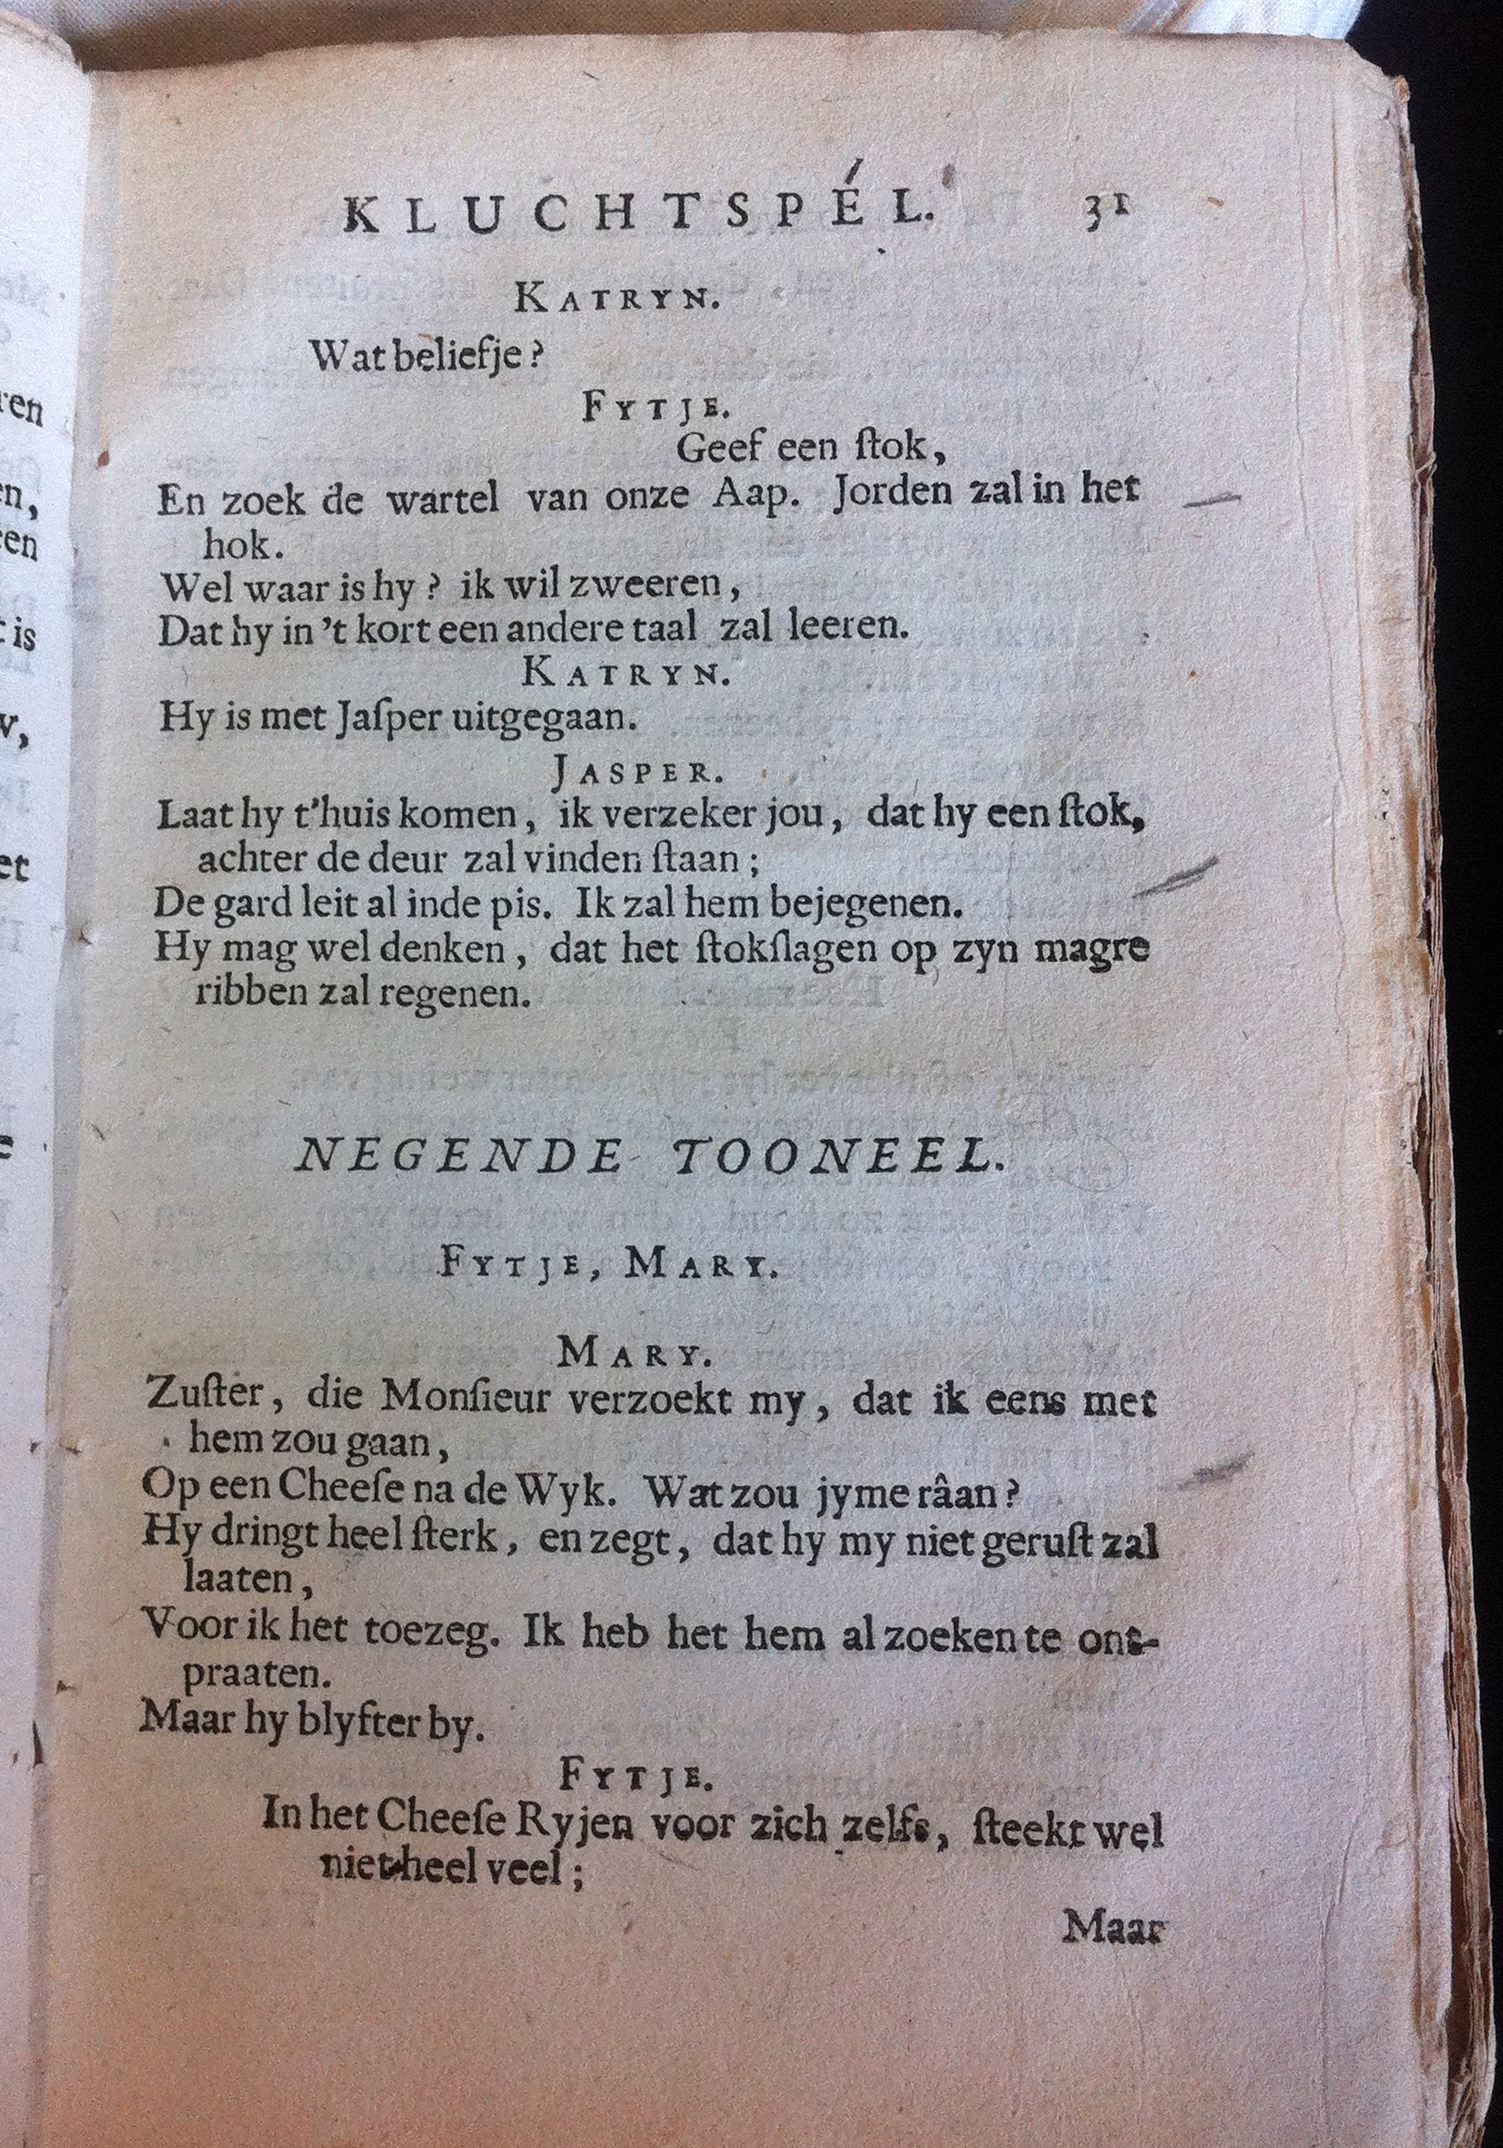 KLUCHTSPÉL. 31
KATRYN.
Wat beliefje?
FYTJE.
Geef een ſtok,
En zoek de wartel van onze Aap. Jorden zal in het
hok.
Wel waar is hy? ik wil zweeren,
Dat hy in 't kort een andere taal zal leeren.
KATRYN.
Hy is met Jaſper uitgegaan.
JASPER.
Laat hy t'huis komen, ik verzeker jou, dat hy een ſtok,
achter de deur zal vinden ſtaan;
De gard leit al in de pis. Ik zal hem bejegenen.
Hy mag wel denken, dat het ſtokſlagen op zyn magre
ribben zal regenen.
NEGENDE TOONEEL.
FYTJE, MARY.
MARY.
Zuſter, die Monſieur verzoekt my, dat ik eens met
hem zou gaan,
Op een Cheeſe na de Wyk. Wat zou jy me râan?
Hy dringt heel ſterk, en zegt, dat hy my niet geruſt zal
laaten,
Voor ik het toezeg. Ik heb het hem al zoeken te ont-
praaten.
Maar hy blyfter by.
FYTJE.
In het Cheeſe Ryjen voor zich zelfs, ſteekt wel
niet heel veel;
Maar